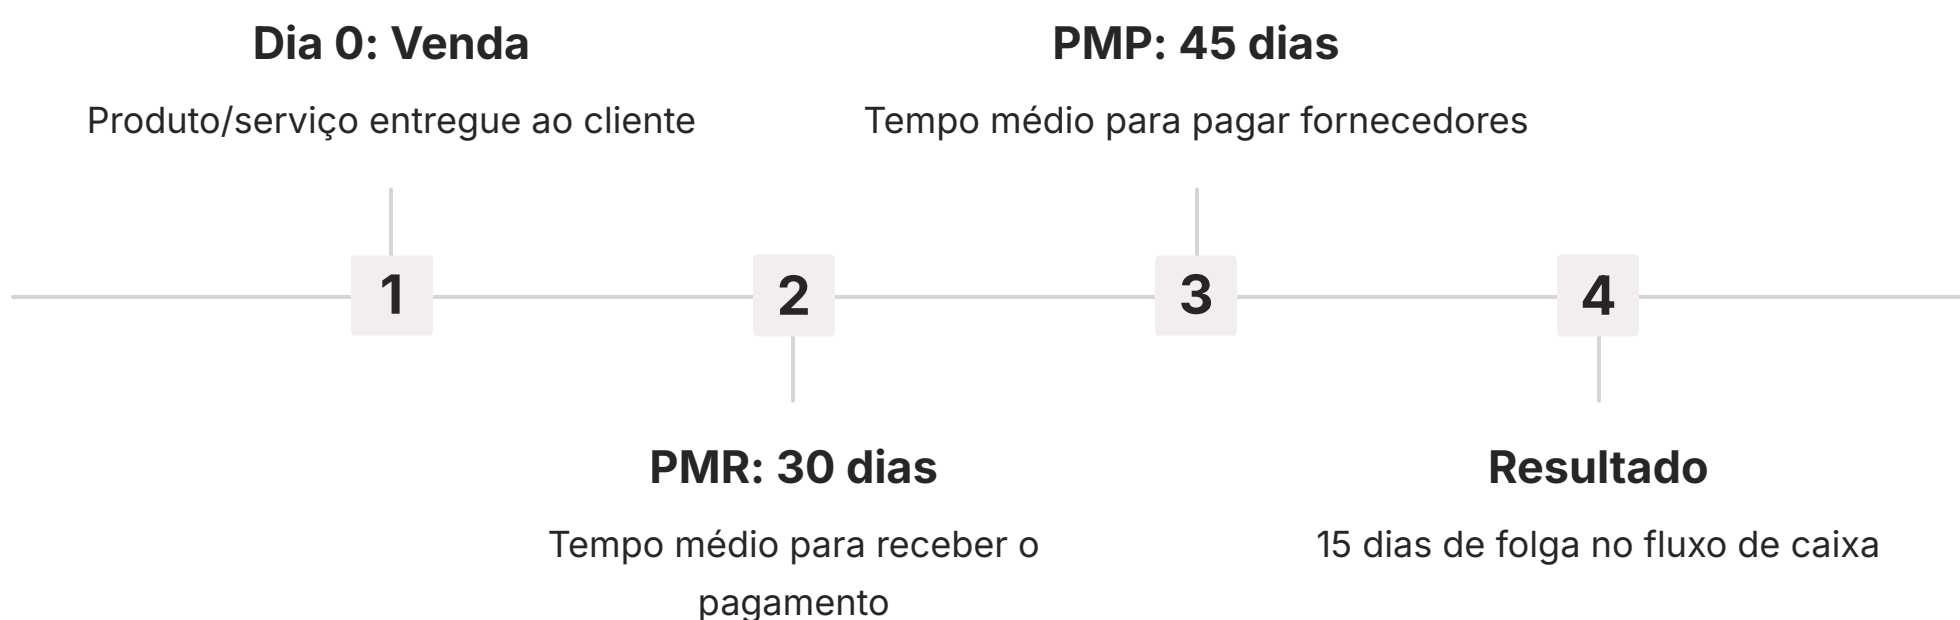 Dia 0: Venda
Produto/serviço entregue ao cliente
PMP: 45 dias
Tempo médio para pagar fornecedores
1
2
3
4
PMR: 30 dias
Tempo médio para receber o
pagamento
Resultado
15 dias de folga no fluxo de caixa